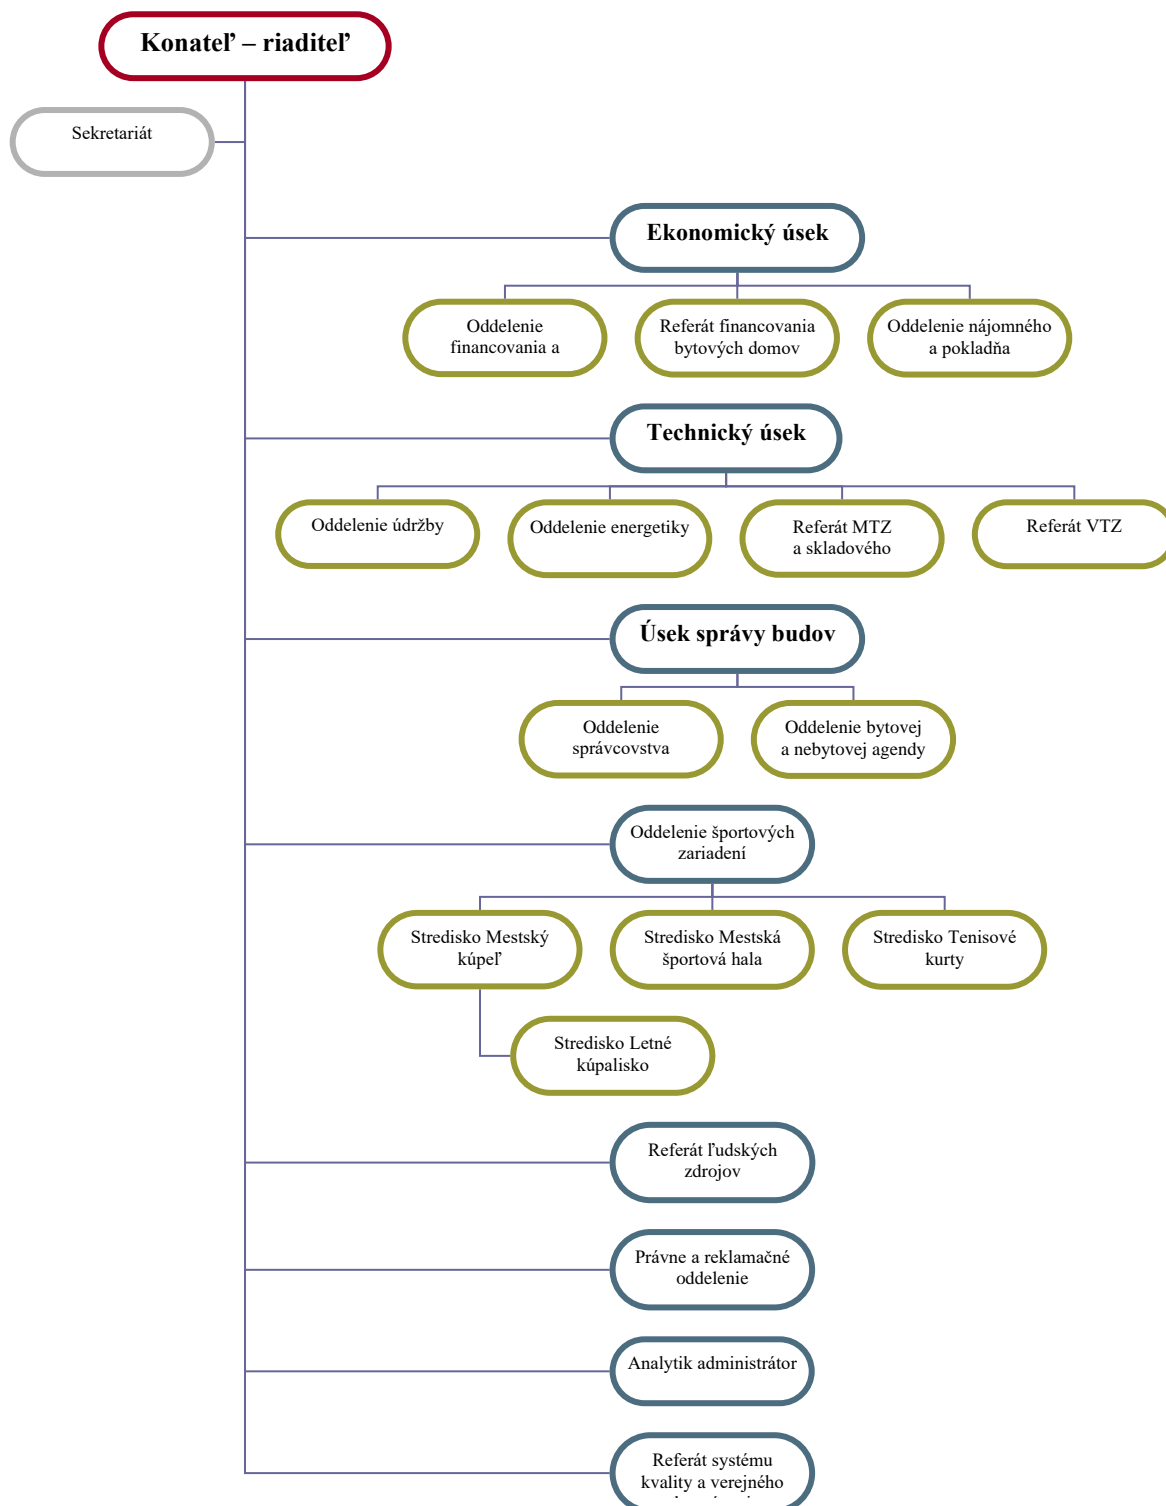 Konateľ – riaditeľ
Sekretariát
Ekonomický úsek
Oddelenie
financovania a
Referát financovania
bytových domov
Oddelenie nájomného
a pokladňa
Technický úsek
Oddelenie údržby
Oddelenie energetiky
Referát MTZ
a skladového
Referát VTZ
Úsek správy budov
Oddelenie
správcovstva
Oddelenie bytovej
a nebytovej agendy
Oddelenie športových
zariadení
Stredisko Mestský
kúpeľ
Stredisko Mestská
športová hala
Stredisko Tenisové
kurty
Stredisko Letné
kúpalisko
Referát ľudských
zdrojov
Právne a reklamačné
oddelenie
Analytik administrátor
Referát systému
kvality a verejného